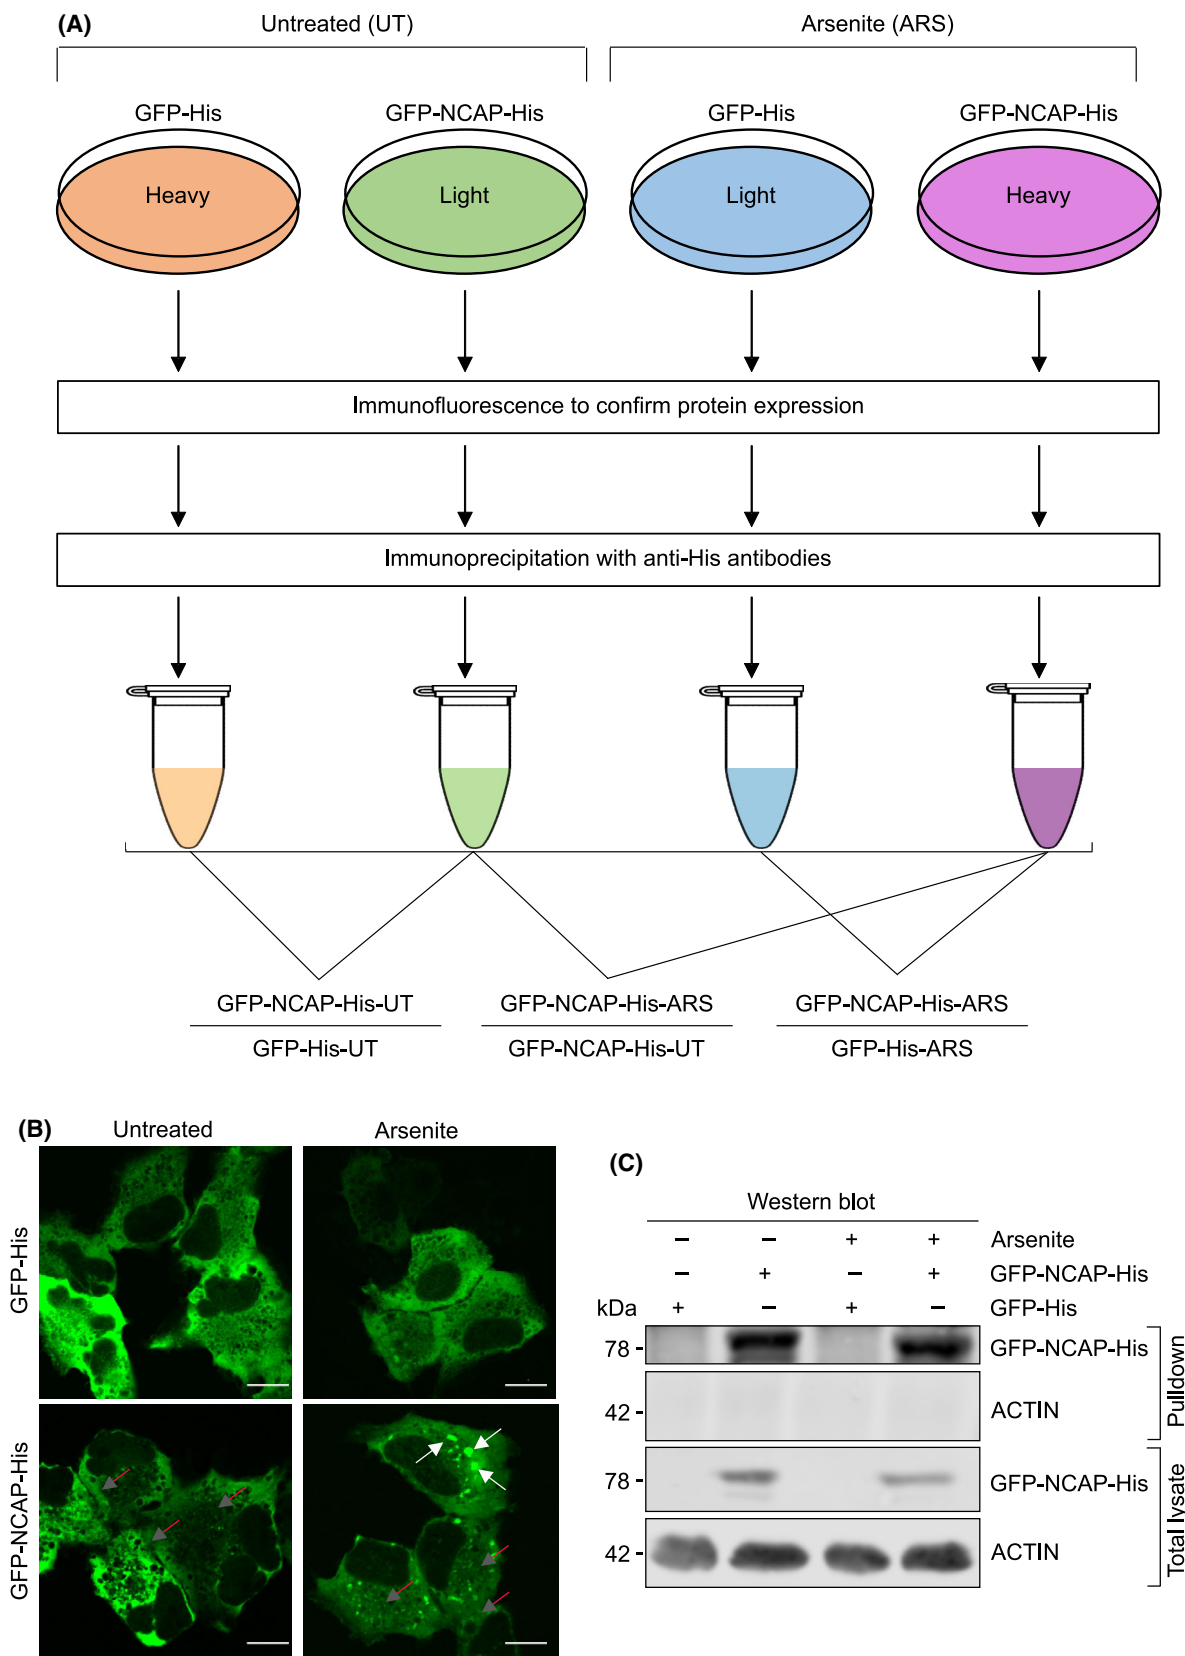 (A)
Untreated (UT)
Arsenite (ARS)
GFP-His
GFP-NCAP-His
GFP-His
GFP-NCAP-His
Heavy
Light
Light
Heavy
Immunofluorescence to confirm protein expression
Immunoprecipitation with anti-His antibodies
GFP-NCAP-His-UT
GFP-His-UT
GFP-NCAP-His-ARS
GFP-NCAP-His-UT
GFP-NCAP-His-ARS
GFP-His-ARS
(B)
Untreated
Arsenite
GFP-His
GFP-NCAP-His
(C)
Western blot
– – + + Arsenite
– + – + GFP-NCAP-His
kDa + – + – GFP-His
78 - GFP-NCAP-His
42 - ACTIN
Pulldown
78 - GFP-NCAP-His
42 - ACTIN
Total lysate